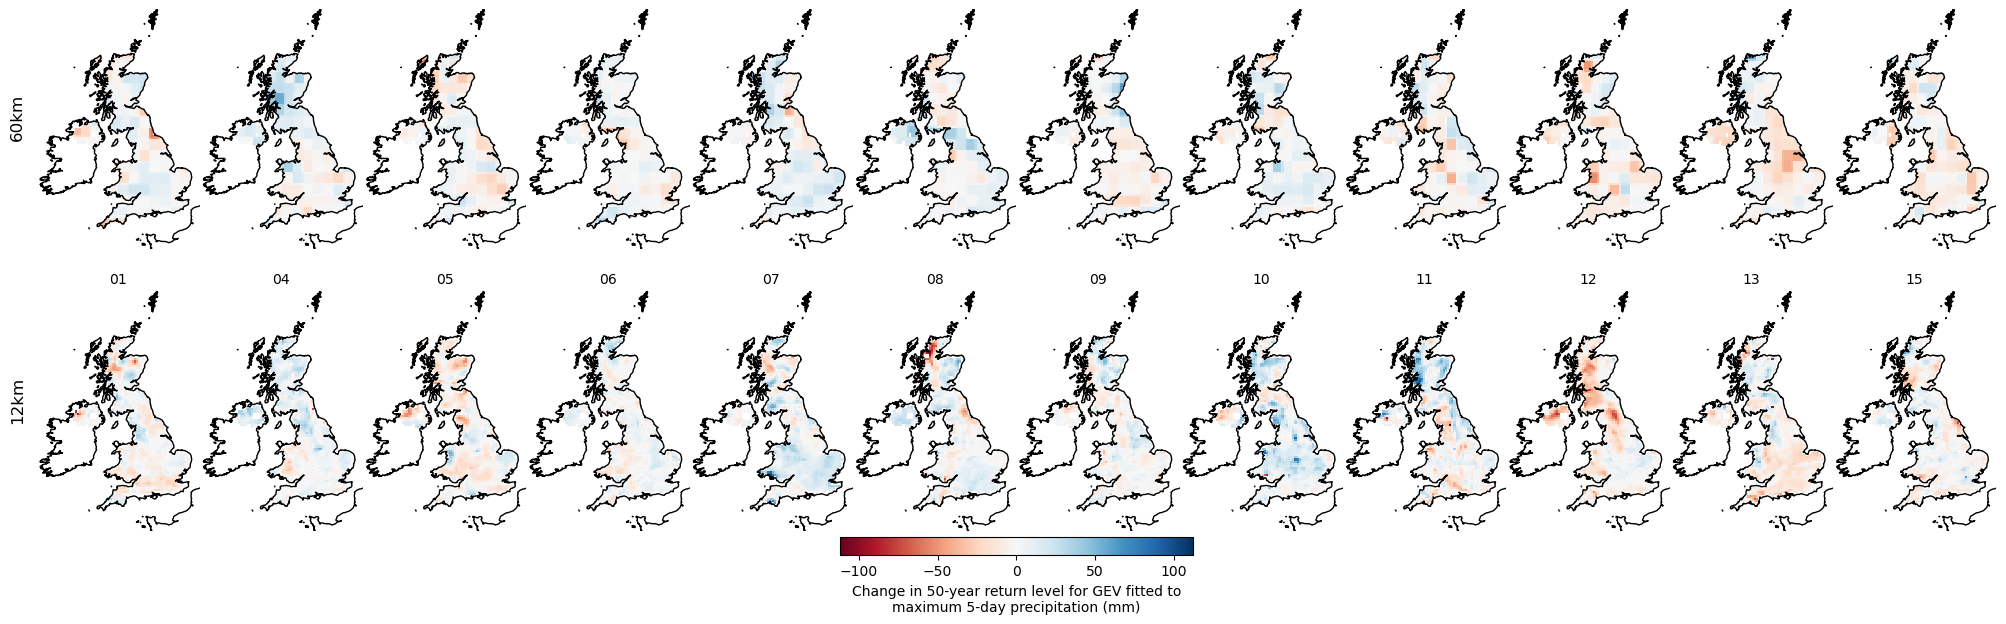 60km
01 04 05 06 07 08 09 10 11 12 13 15
12km
−100 −50 0 50 100
Change in 50-year return level for GEV fitted to
maximum 5-day precipitation (mm)